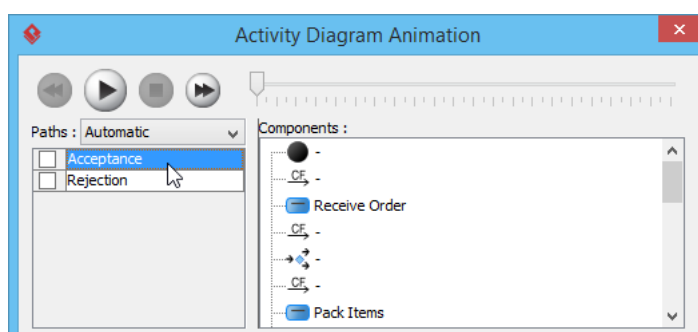 Activity Diagram Animation
Paths : Automatic
Acceptance
Rejection
Components :
-
CF -
Receive Order
CF -
-
CF -
Pack Items